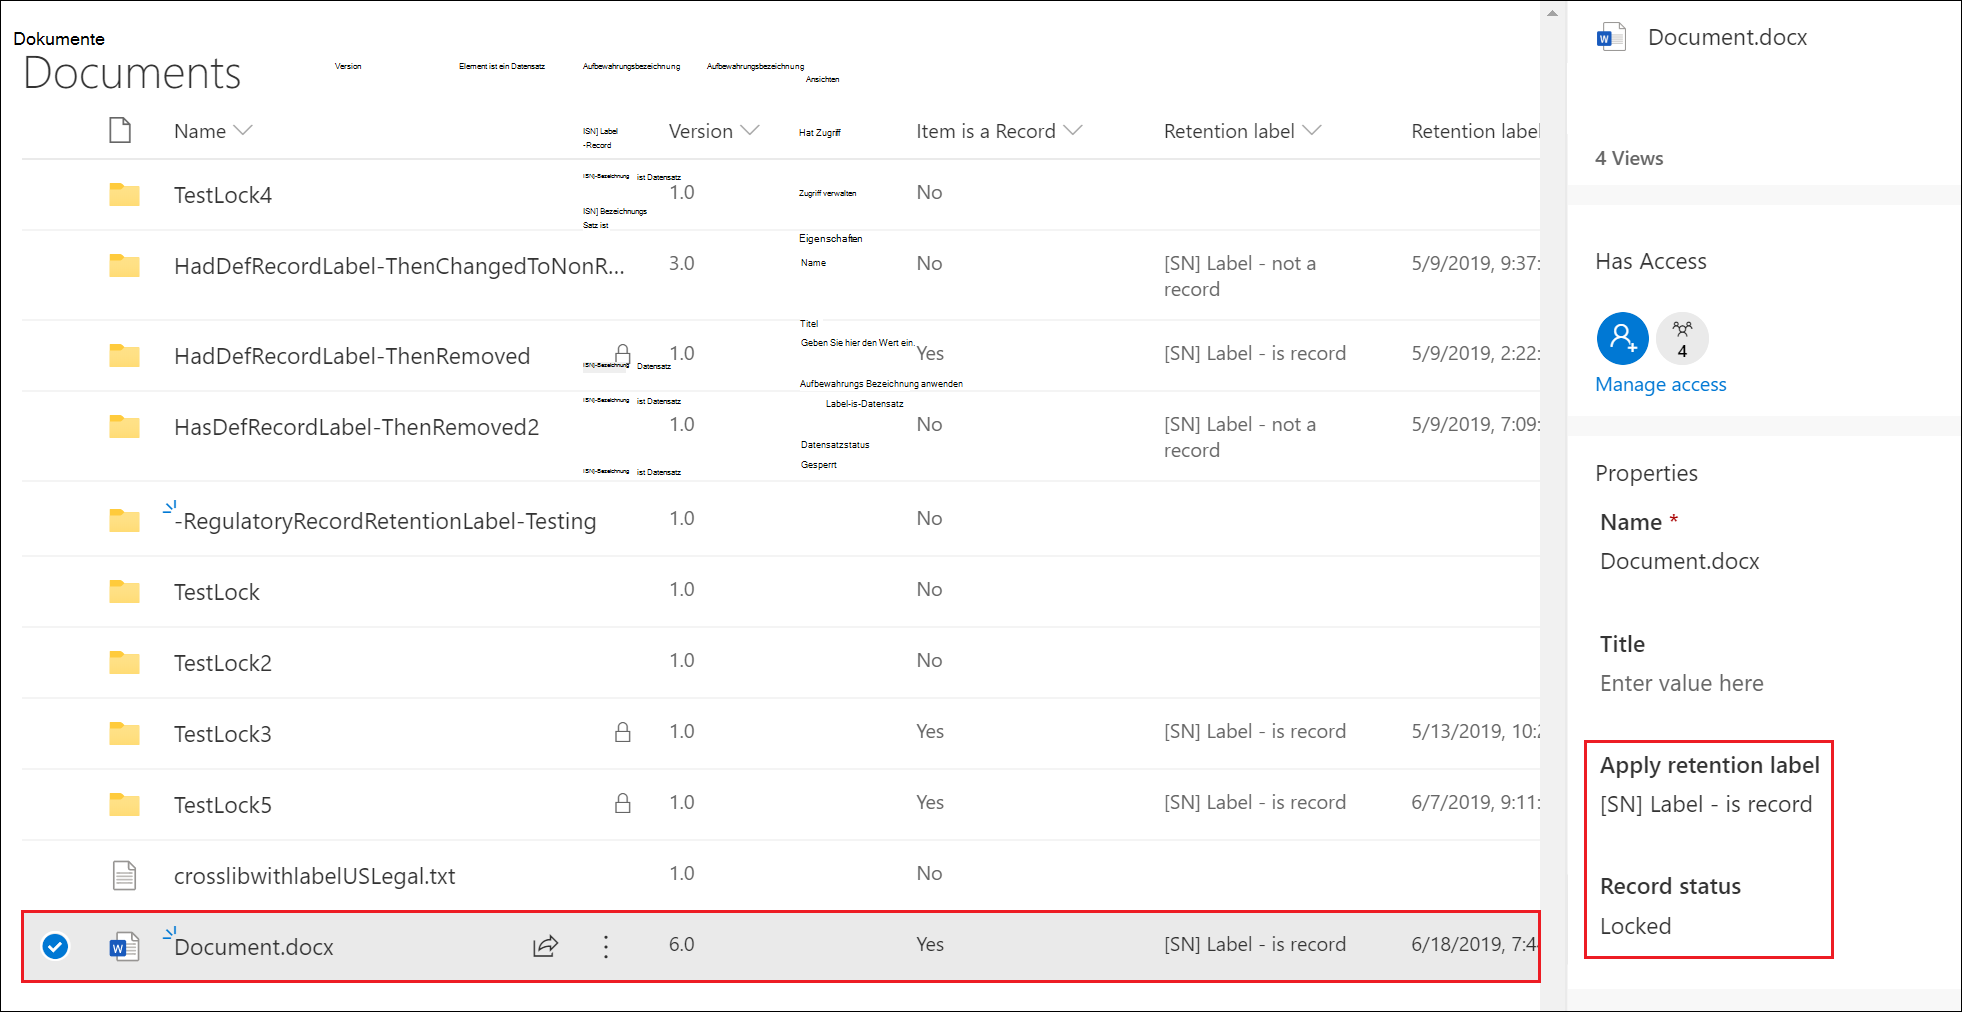 Dokumente
Documents
Version
Element ist ein Datensatz
Aufbewahrungsbezeichnung
Aufbewahrungsbezeichnung
Ansichten
Name
ISN] Label
-Record
Version
Hat Zugriff
Item is a Record
Retention label
Retention label
TestLock4
ISN]-Bezeichnung ist Datensatz
1.0
Zugriff verwalten
No
ISN] Bezeichnungs
Satz ist
Eigenschaften
Name
HadDefRecordLabel-ThenChangedToNonR...
3.0
No
[SN] Label - not a
record
5/9/2019, 9:37:
Titel
Geben Sie hier den Wert ein.
HadDefRecordLabel-ThenRemoved
1.0
Yes
[SN] Label - is record
5/9/2019, 2:22:
ISN]-Bezeichnung Datensatz
Aufbewahrungs Bezeichnung anwenden
Label-is-Datensatz
ISN]-Bezeichnung ist Datensatz
HasDefRecordLabel-ThenRemoved2
1.0
No
[SN] Label - not a
record
5/9/2019, 7:09:
Datensatzstatus
Gesperrt
ISN]-Bezeichnung ist Datensatz
-RegulatoryRecordRetentionLabel-Testing
1.0
No
TestLock
1.0
No
TestLock2
1.0
No
TestLock3
1.0
Yes
[SN] Label - is record
5/13/2019, 10:2
TestLock5
1.0
Yes
[SN] Label - is record
6/7/2019, 9:11:
crosslibwithlabelUSLegal.txt
1.0
No
Document.docx
6.0
Yes
[SN] Label - is record
6/18/2019, 7:4
Document.docx
4 Views
Has Access
4
Manage access
Properties
Name *
Document.docx
Title
Enter value here
Apply retention label
[SN] Label - is record
Record status
Locked